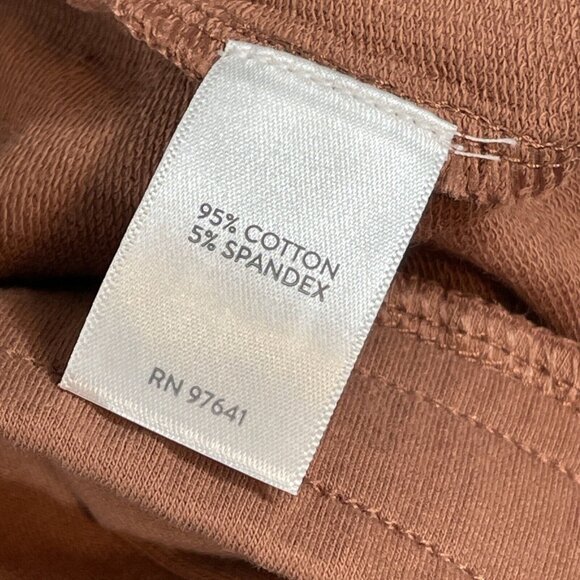 95% COTTON
5% SPANDEX
RN 97641